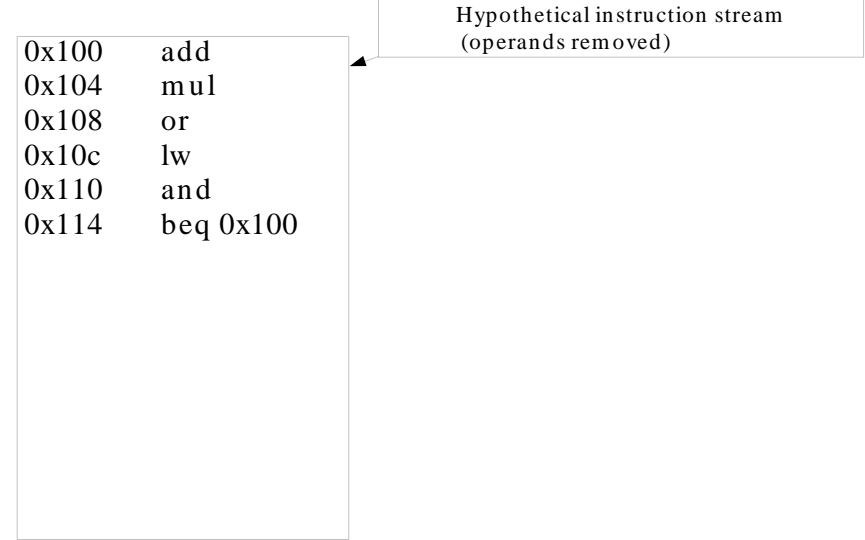 Hypothetical instruction stream
(operands removed)
0x100 add
0x104 mul
0x108 or
0x10c lw
0x110 and
0x114 beq 0x100